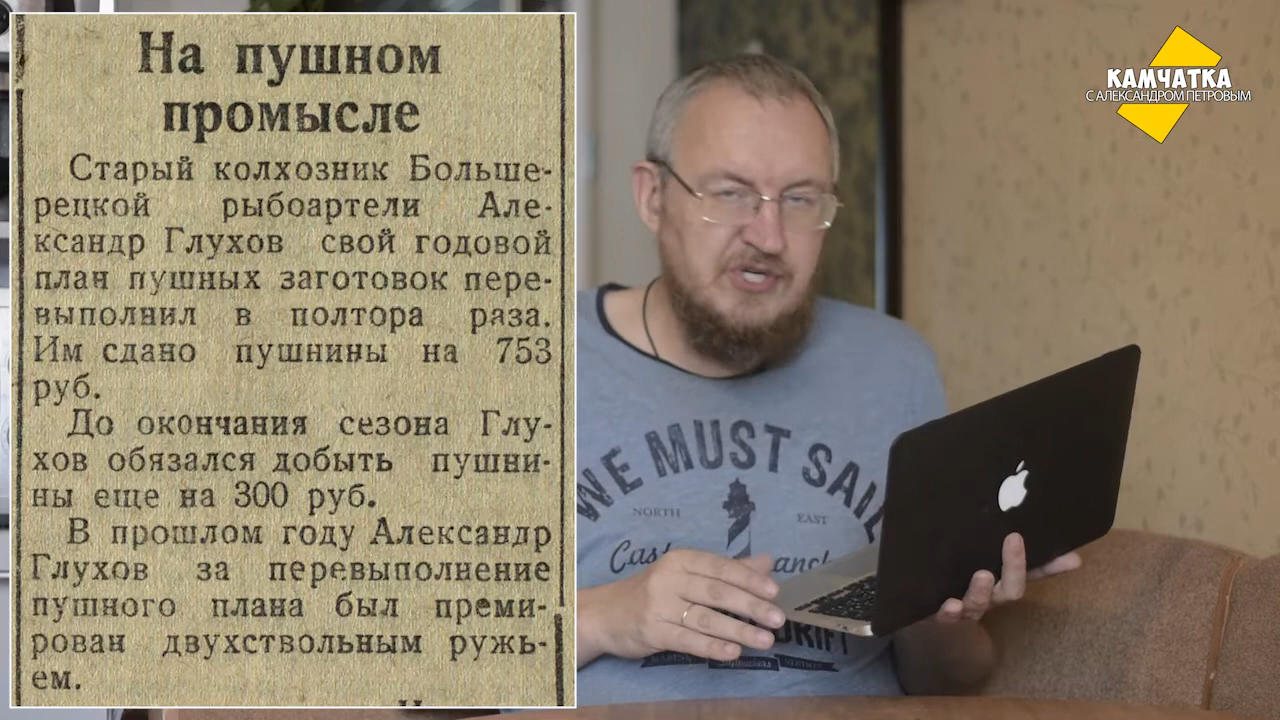 На пушном
промысле
Старый колхозник Больше-
рецкой рыбоартели Але-
ксандр Глухов свой годовой
план пушных заготовок пере-
выполнил в полтора раза.
Им сдано пушнины на 753
руб.
До окончания сезона Глу-
хов обязался добыть пушни-
ны еще на 300 руб.
В прошлом году Александр
Глухов за перевыполнение
пушного плана был преми-
рован двухствольным ружь-
ем.
КАМЧАТКА
С АЛЕКСАНДРОМ ПЕТРОВЫМ
WE MUST SAIL
NORTH EAST
DRIFT